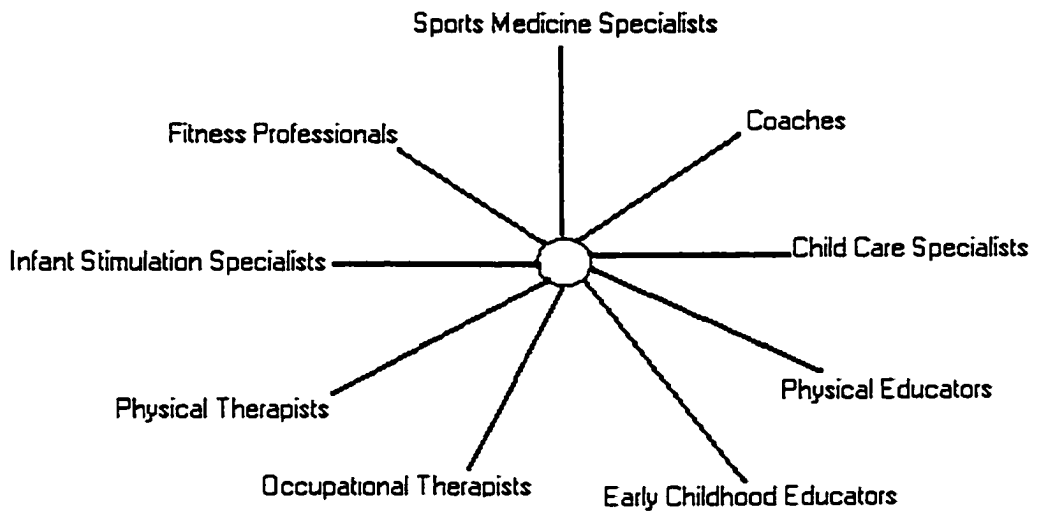 Sports Medicine Specialists
Fitness Professionals
Coaches
Infant Stimulation Specialists
Child Care Specialists
Physical Therapists
Physical Educators
Occupational Therapists
Early Childhood Educators